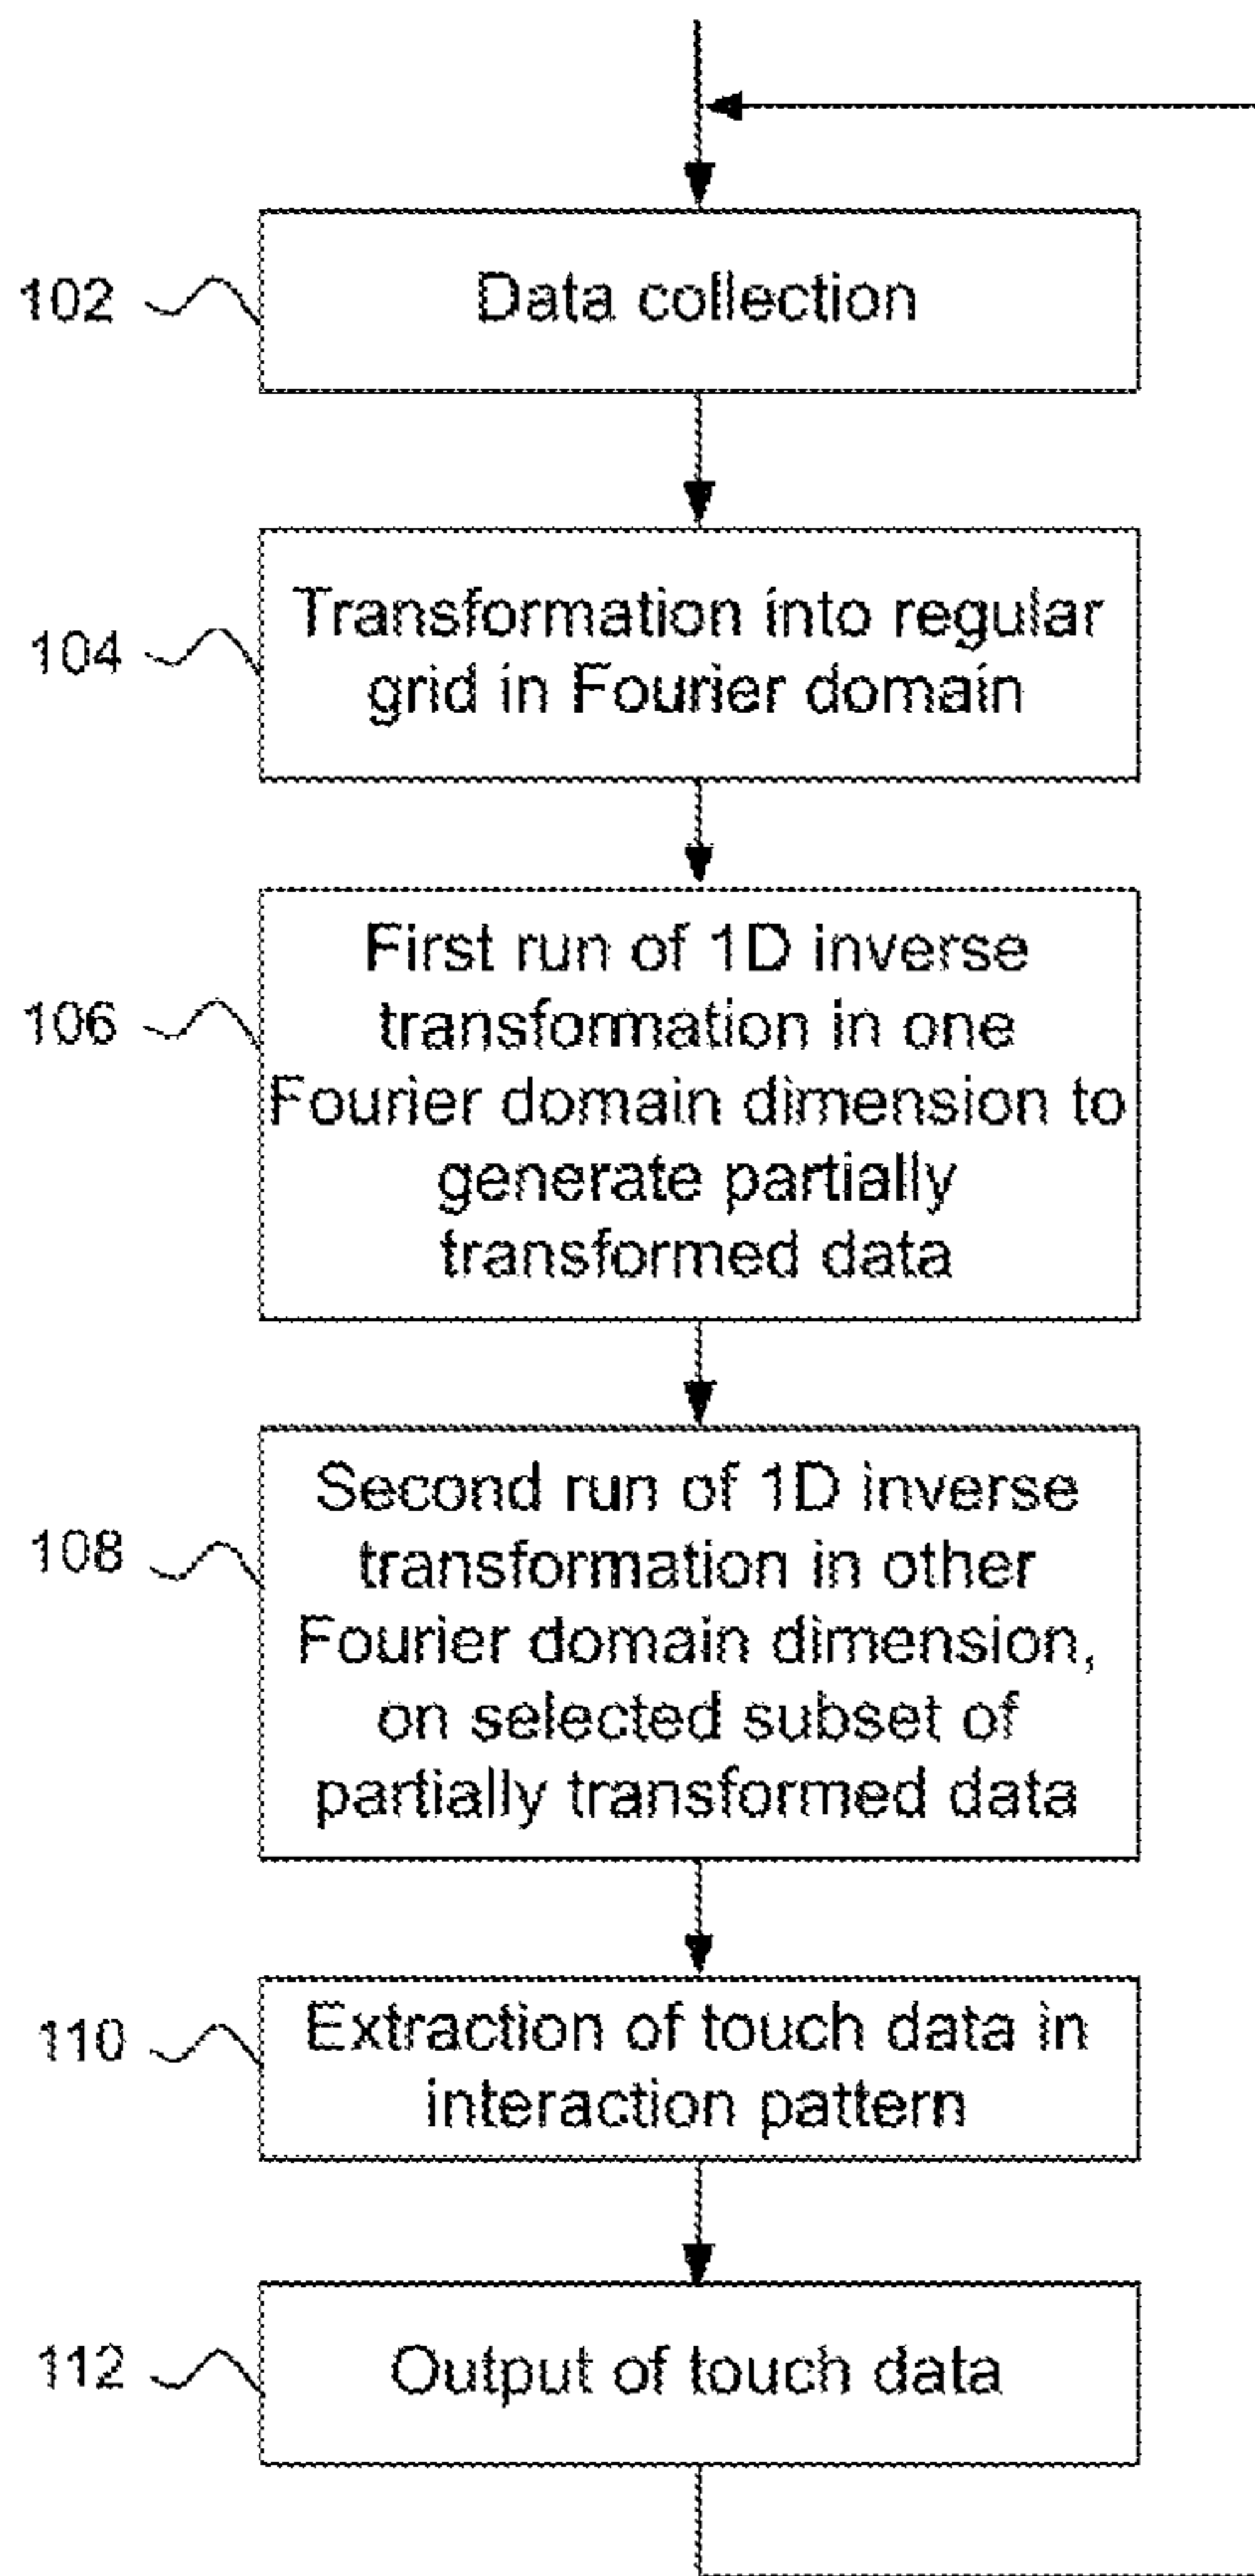 102
Data collection
104
Transformation into regular
grid in Fourier domain
106
First run of 1D inverse
transformation in one
Fourier domain dimension to
generate partially
transformed data
108
Second run of 1D inverse
transformation in other
Fourier domain dimension,
on selected subset of
partially transformed data
110
Extraction of touch data in
interaction pattern
112
Output of touch data